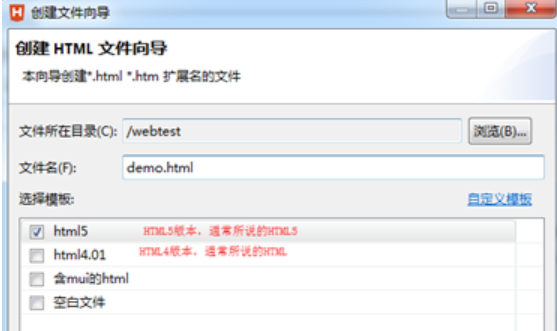 创建文件向导
创建 HTML 文件向导
本向导创建*.html *.htm 扩展名的文件
文件所在目录(C): /webtest 浏览(B)...
文件名(F): demo.html
选择模板: 自定义模板
html5 HTML5版本，通常所说的HTML5
html4.01 HTML4版本，通常所说的HTML
含mui的html
空白文件